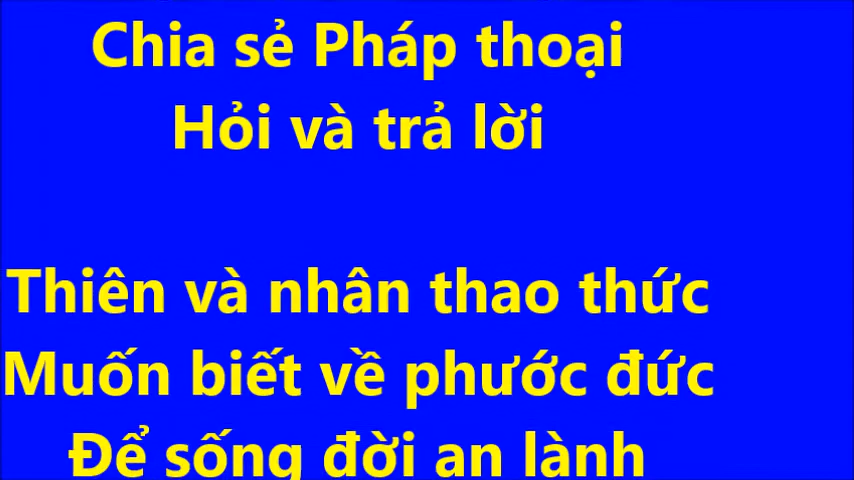 Chia sẻ Pháp thoại
Hỏi và trả lời
Thiên và nhân thao thức
Muốn biết về phước đức
Để sống đời an lành